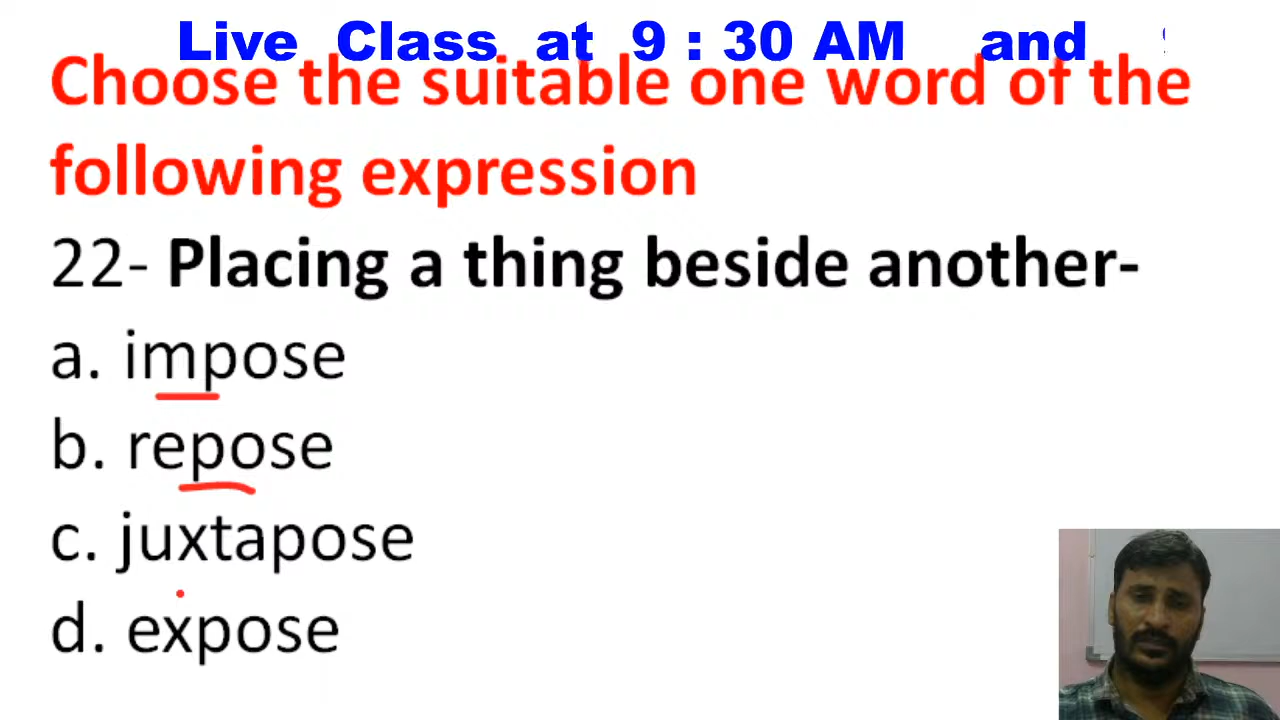 Live Class at 9 : 30 AM and
Choose the suitable one word of the
following expression
22- Placing a thing beside another-
a. impose
b. repose
c. juxtapose
d. expose